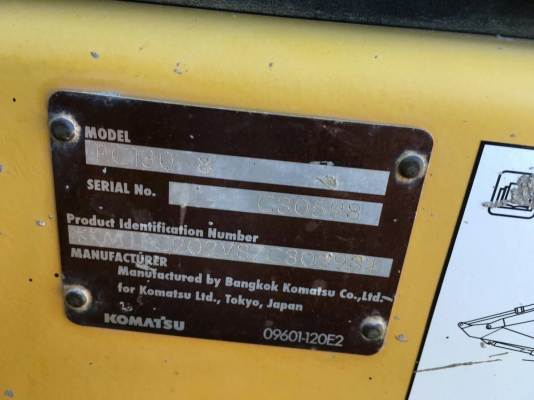 MODEL
PC130-8
SERIAL No.
Product Identification Number
MANUFACTURER
Manufactured by Bangkok Komatsu Co., Ltd.
for Komatsu Ltd., Tokyo, Japan
KOMATSU
09601-120E2